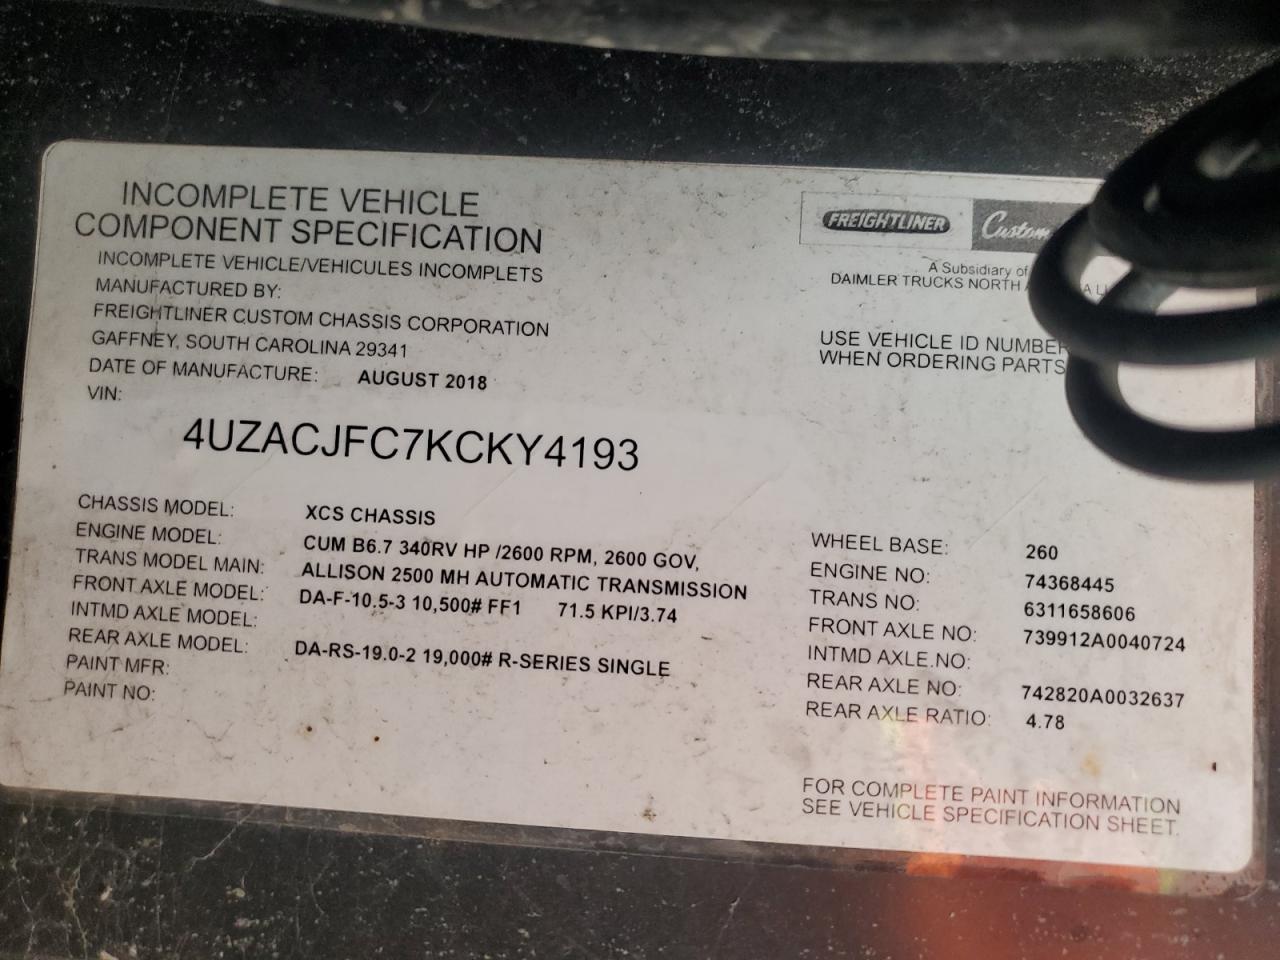 INCOMPLETE VEHICLE
COMPONENT SPECIFICATION
INCOMPLETE VEHICLE/VEHICULES INCOMPLETS
MANUFACTURED BY:
FREIGHTLINER CUSTOM CHASSIS CORPORATION
GAFFNEY, SOUTH CAROLINA 29341
DATE OF MANUFACTURE: AUGUST 2018
VIN:
4UZACJFC7KCKY4193
FREIGHTLINER Custom
A Subsidiary of
DAIMLER TRUCKS NORTH
USE VEHICLE ID NUMBER
WHEN ORDERING PARTS
CHASSIS MODEL: XCS CHASSIS
ENGINE MODEL: CUM B6.7 340RV HP /2600 RPM, 2600 GOV,
TRANS MODEL MAIN: ALLISON 2500 MH AUTOMATIC TRANSMISSION
FRONT AXLE MODEL: DA-F-10.5-3 10,500# FF1 71.5 KPI/3.74
INTMD AXLE MODEL:
REAR AXLE MODEL: DA-RS-19.0-2 19,000# R-SERIES SINGLE
PAINT MFR:
PAINT NO:
WHEEL BASE: 260
ENGINE NO: 74368445
TRANS NO: 6311658606
FRONT AXLE NO: 739912A0040724
INTMD AXLE.NO:
REAR AXLE NO: 742820A0032637
REAR AXLE RATIO: 4.78
FOR COMPLETE PAINT INFORMATION
SEE VEHICLE SPECIFICATION SHEET.